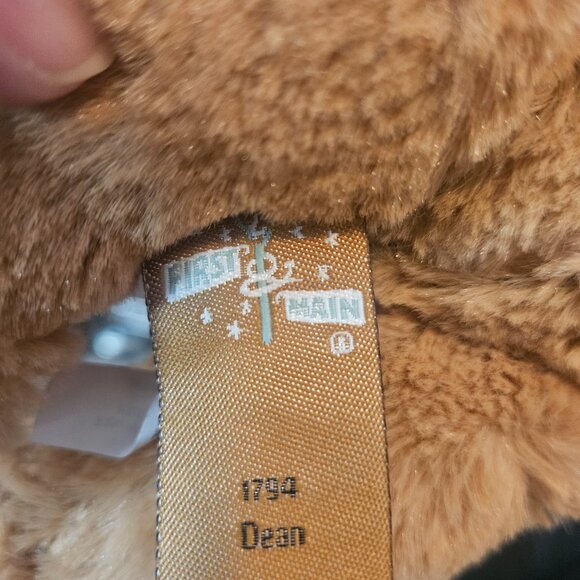 FIRST
&
MAIN
®
1794
Dean